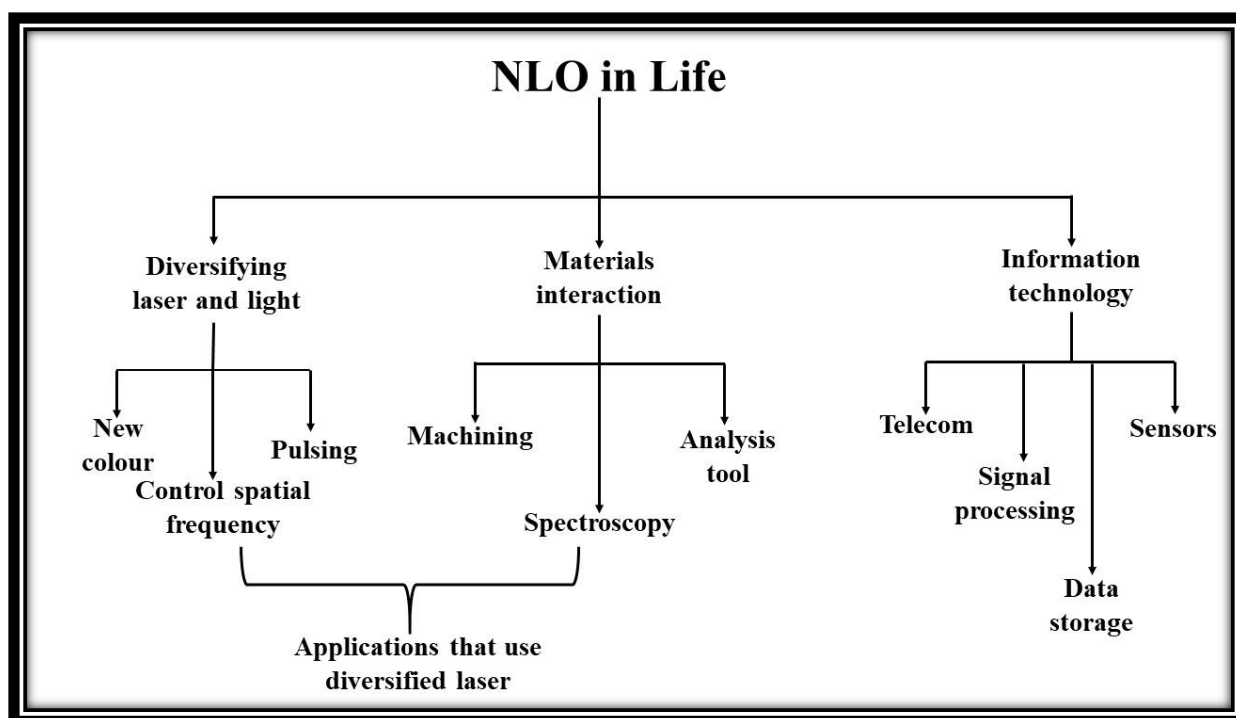 NLO in Life
Diversifying
laser and light
Materials
interaction
Information
technology
New
colour
Pulsing
Control spatial
frequency
Machining
Analysis
tool
Spectroscopy
Telecom
Signal
processing
Sensors
Data
storage
Applications that use
diversified laser